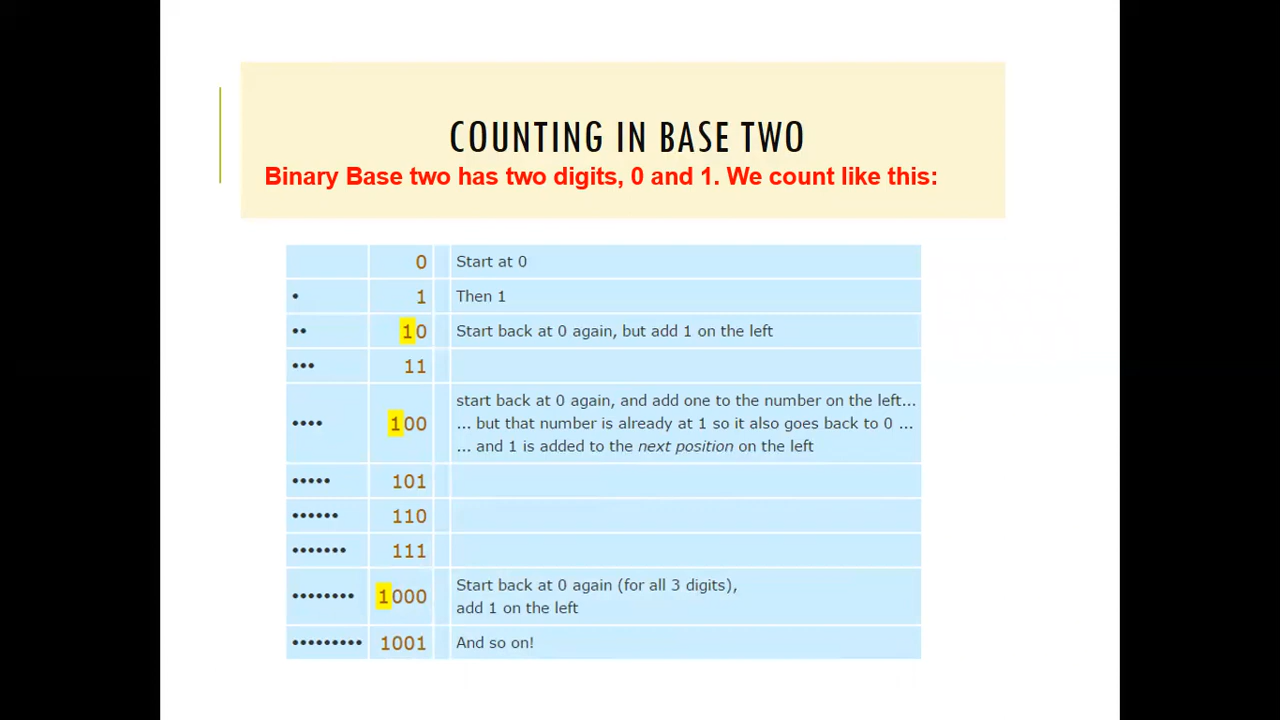 COUNTING IN BASE TWO
Binary Base two has two digits, 0 and 1. We count like this:
0 Start at 0
• 1 Then 1
•• 10 Start back at 0 again, but add 1 on the left
••• 11
start back at 0 again, and add one to the number on the left...
•••• 100 ... but that number is already at 1 so it also goes back to 0 ...
... and 1 is added to the next position on the left
••••• 101
•••••• 110
••••••• 111
Start back at 0 again (for all 3 digits),
•••••••• 1000
add 1 on the left
••••••••• 1001 And so on!